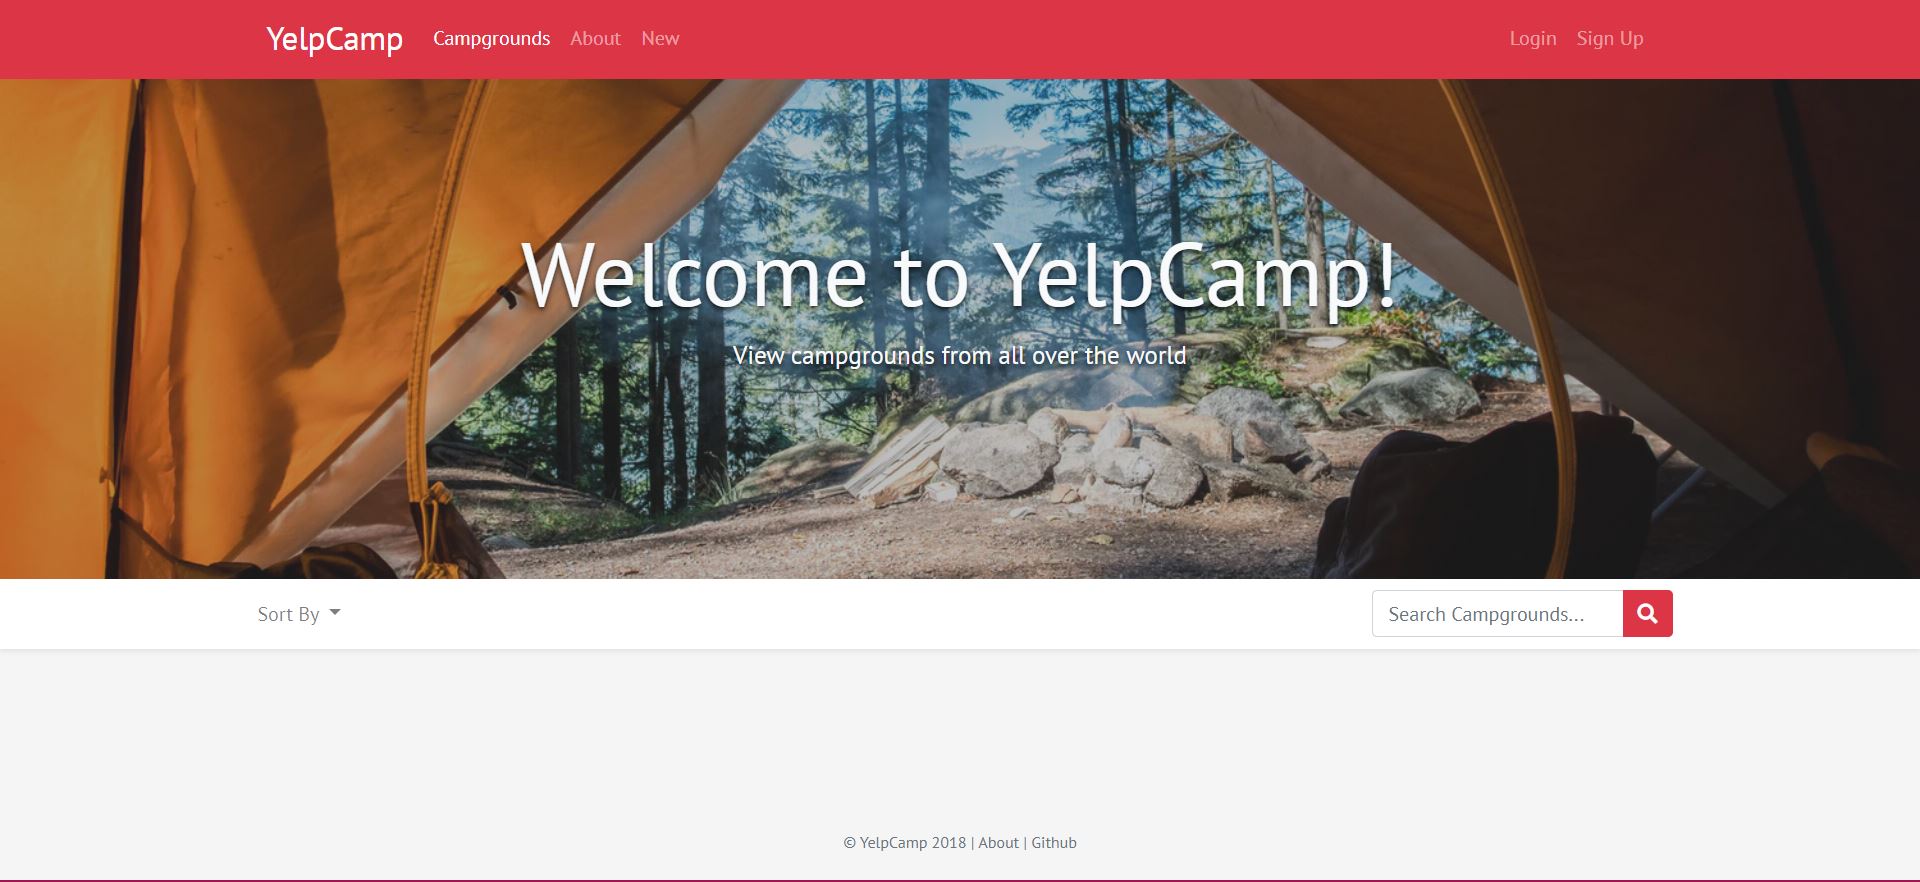 YelpCamp Campgrounds About New Login Sign Up
Welcome to YelpCamp!
View campgrounds from all over the world
Sort By
Search Campgrounds...
© YelpCamp 2018 | About | Github